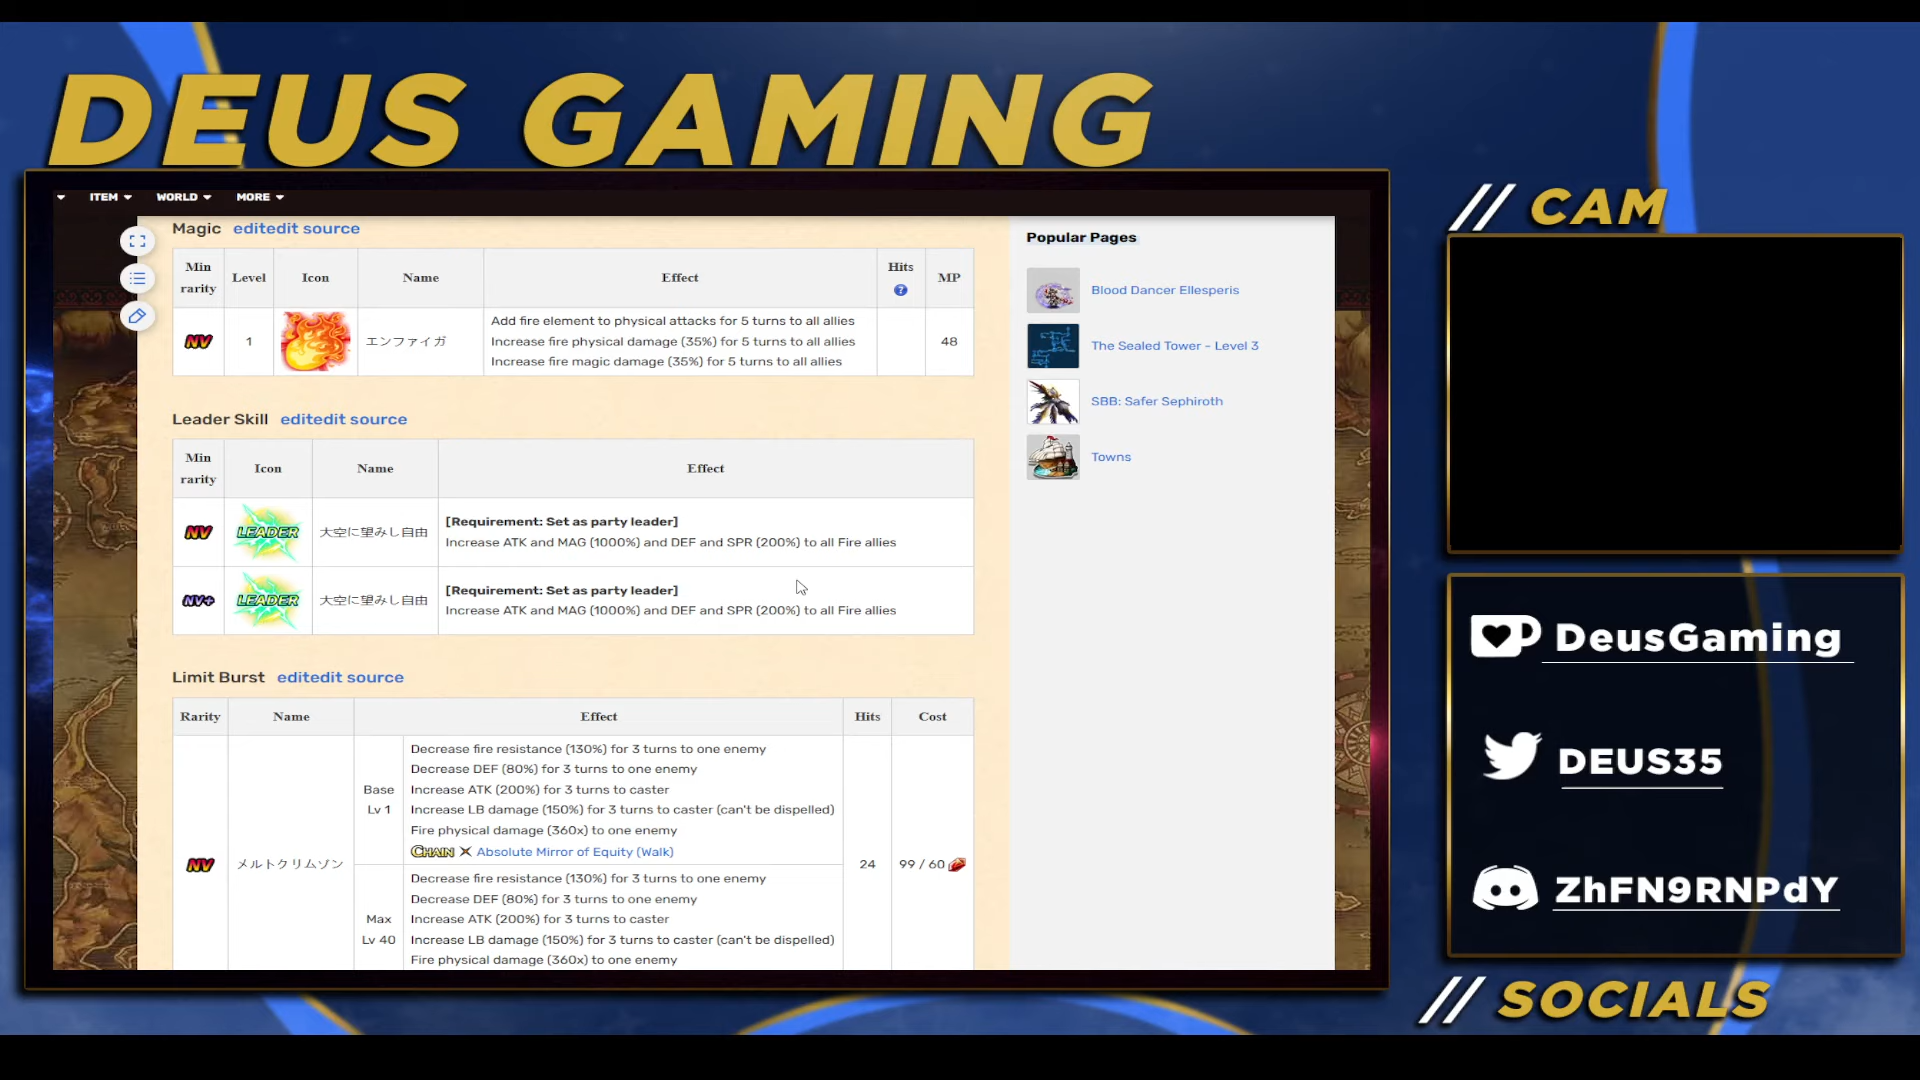 DEUS GAMING
ITEM WORLD MORE
Magic editedit source
Min rarity Level Icon Name Effect Hits ? MP
NV 1 エンファイガ
Add fire element to physical attacks for 5 turns to all allies
Increase fire physical damage (35%) for 5 turns to all allies
Increase fire magic damage (35%) for 5 turns to all allies
48
Leader Skill editedit source
Min rarity Icon Name Effect
NV LEADER 大空に望みし自由
[Requirement: Set as party leader]
Increase ATK and MAG (1000%) and DEF and SPR (200%) to all Fire allies
NV+ LEADER 大空に望みし自由
[Requirement: Set as party leader]
Increase ATK and MAG (1000%) and DEF and SPR (200%) to all Fire allies
Limit Burst editedit source
Rarity Name Effect Hits Cost
NV メルトクリムゾン
Base
Lv 1
Decrease fire resistance (130%) for 3 turns to one enemy
Decrease DEF (80%) for 3 turns to one enemy
Increase ATK (200%) for 3 turns to caster
Increase LB damage (150%) for 3 turns to caster (can't be dispelled)
Fire physical damage (360x) to one enemy
CHAIN Absolute Mirror of Equity (Walk)
24 99 / 60
Max
Lv 40
Decrease fire resistance (130%) for 3 turns to one enemy
Decrease DEF (80%) for 3 turns to one enemy
Increase ATK (200%) for 3 turns to caster
Increase LB damage (150%) for 3 turns to caster (can't be dispelled)
Fire physical damage (360x) to one enemy
Popular Pages
Blood Dancer Ellesperis
The Sealed Tower - Level 3
SBB: Safer Sephiroth
Towns
// CAM
DeusGaming
DEUS35
ZhFN9RNPdY
// SOCIALS